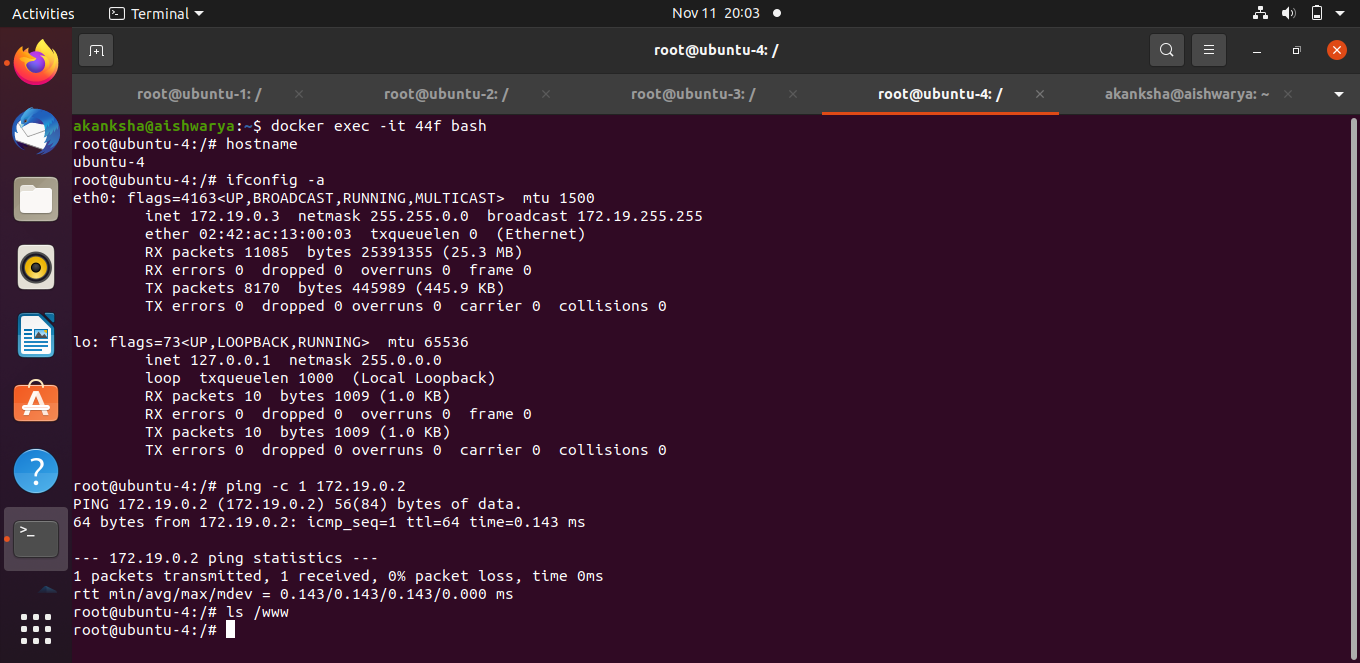 Activities
Terminal
Nov 11 20:03
root@ubuntu-4: /
root@ubuntu-1: /
root@ubuntu-2: /
root@ubuntu-3: /
root@ubuntu-4: /
akanksha@aishwarya: ~
akanksha@aishwarya:~$ docker exec -it 44f bash
root@ubuntu-4:/# hostname
ubuntu-4
root@ubuntu-4:/# ifconfig -a
eth0: flags=4163<UP,BROADCAST,RUNNING,MULTICAST>  mtu 1500
        inet 172.19.0.3  netmask 255.255.0.0  broadcast 172.19.255.255
        ether 02:42:ac:13:00:03  txqueuelen 0  (Ethernet)
        RX packets 11085  bytes 25391355 (25.3 MB)
        RX errors 0  dropped 0  overruns 0  frame 0
        TX packets 8170  bytes 445989 (445.9 KB)
        TX errors 0  dropped 0 overruns 0  carrier 0  collisions 0
lo: flags=73<UP,LOOPBACK,RUNNING>  mtu 65536
        inet 127.0.0.1  netmask 255.0.0.0
        loop  txqueuelen 1000  (Local Loopback)
        RX packets 10  bytes 1009 (1.0 KB)
        RX errors 0  dropped 0  overruns 0  frame 0
        TX packets 10  bytes 1009 (1.0 KB)
        TX errors 0  dropped 0 overruns 0  carrier 0  collisions 0
root@ubuntu-4:/# ping -c 1 172.19.0.2
PING 172.19.0.2 (172.19.0.2) 56(84) bytes of data.
64 bytes from 172.19.0.2: icmp_seq=1 ttl=64 time=0.143 ms
--- 172.19.0.2 ping statistics ---
1 packets transmitted, 1 received, 0% packet loss, time 0ms
rtt min/avg/max/mdev = 0.143/0.143/0.143/0.000 ms
root@ubuntu-4:/# ls /www
root@ubuntu-4:/#